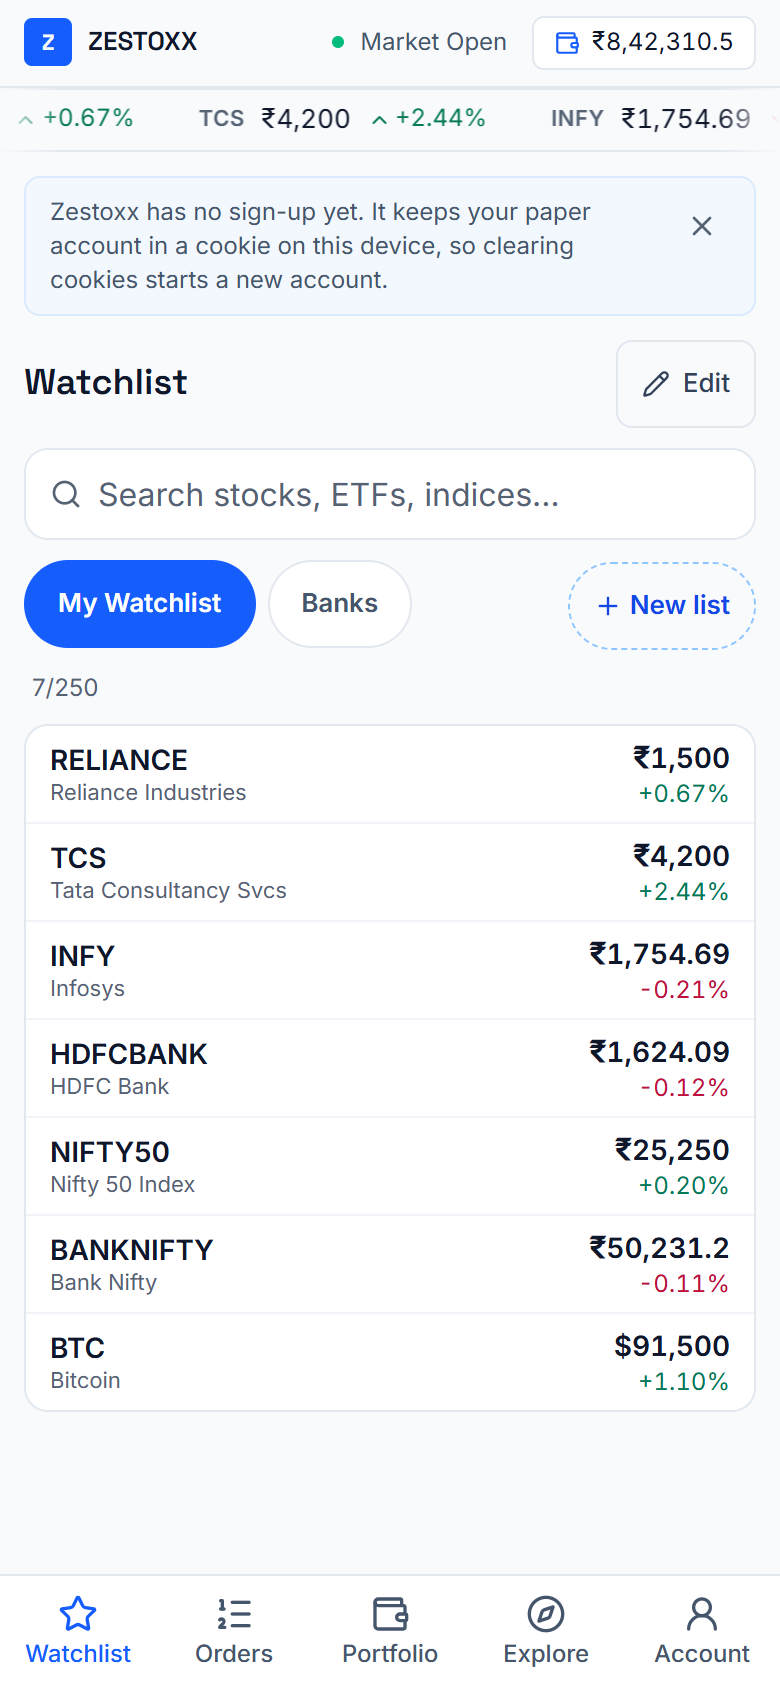 Z ZESTOXX Market Open ₹8,42,310.5
+0.67% TCS ₹4,200 +2.44% INFY ₹1,754.69
Zestoxx has no sign-up yet. It keeps your paper
account in a cookie on this device, so clearing
cookies starts a new account.
Watchlist Edit
Search stocks, ETFs, indices...
My Watchlist Banks + New list
7/250
RELIANCE ₹1,500
Reliance Industries +0.67%
TCS ₹4,200
Tata Consultancy Svcs +2.44%
INFY ₹1,754.69
Infosys -0.21%
HDFCBANK ₹1,624.09
HDFC Bank -0.12%
NIFTY50 ₹25,250
Nifty 50 Index +0.20%
BANKNIFTY ₹50,231.2
Bank Nifty -0.11%
BTC $91,500
Bitcoin +1.10%
Watchlist Orders Portfolio Explore Account